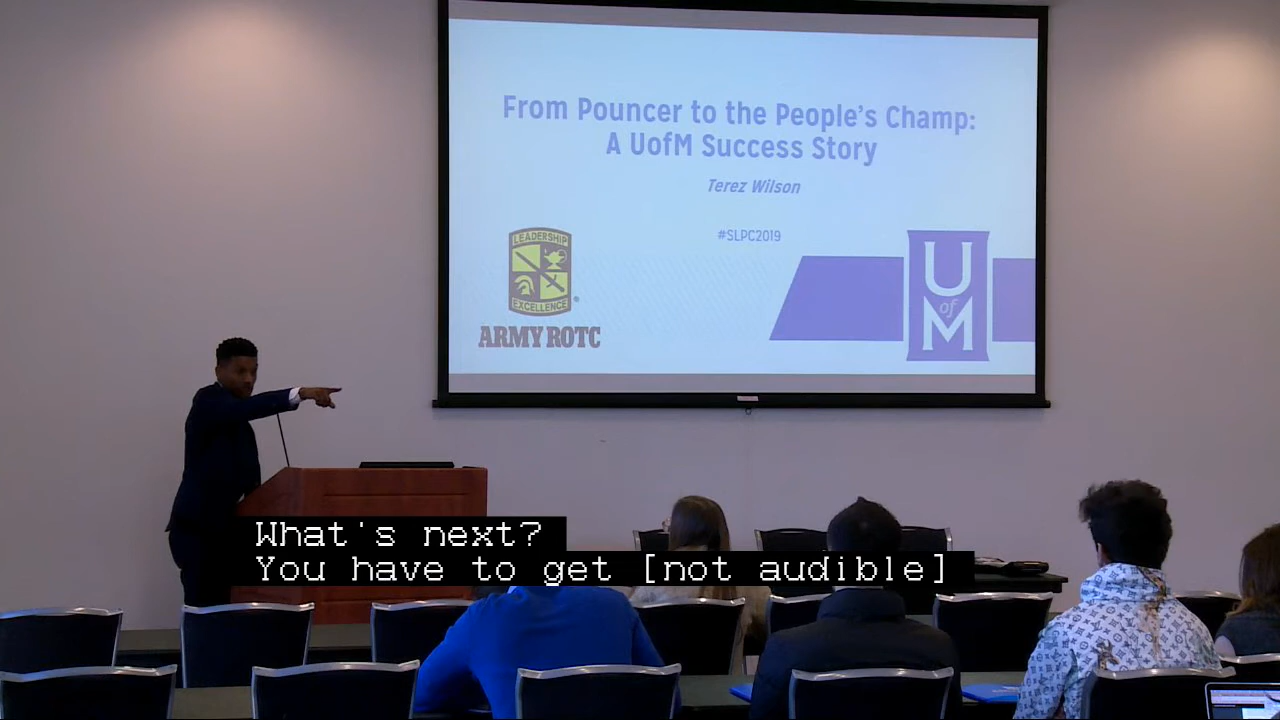 From Pouncer to the People's Champ:
A UofM Success Story
Terez Wilson
#SLPC2019
LEADERSHIP
EXCELLENCE
ARMY ROTC
U
of
M
What's next?
You have to get [not audible]